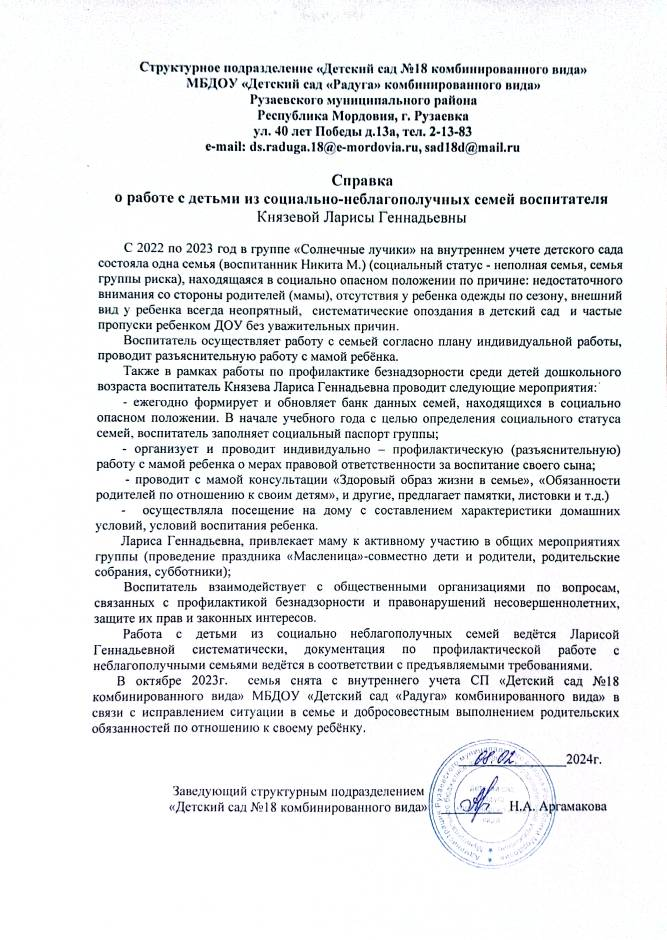 Структурное подразделение «Детский сад №18 комбинированного вида»
МБДОУ «Детский сад «Радуга» комбинированного вида»
Рузаевского муниципального района
Республика Мордовия, г. Рузаевка
ул. 40 лет Победы д.13а, тел. 2-13-83
e-mail: ds.raduga.18@e-mordovia.ru, sad18d@mail.ru
Справка
о работе с детьми из социально-неблагополучных семей воспитателя
Князевой Ларисы Геннадьевны
С 2022 по 2023 год в группе «Солнечные лучики» на внутреннем учете детского сада
состояла одна семья (воспитанник Никита М.) (социальный статус - неполная семья, семья
группы риска), находящаяся в социально опасном положении по причине: недостаточного
внимания со стороны родителей (мамы), отсутствия у ребенка одежды по сезону, внешний
вид у ребенка всегда неопрятный, систематические опоздания в детский сад и частые
пропуски ребенком ДОУ без уважительных причин.
Воспитатель осуществляет работу с семьей согласно плану индивидуальной работы,
проводит разъяснительную работу с мамой ребёнка.
Также в рамках работы по профилактике безнадзорности среди детей дошкольного
возраста воспитатель Князева Лариса Геннадьевна проводит следующие мероприятия:
- ежегодно формирует и обновляет банк данных семей, находящихся в социально
опасном положении. В начале учебного года с целью определения социального статуса
семей, воспитатель заполняет социальный паспорт группы;
- организует и проводит индивидуально – профилактическую (разъяснительную)
работу с мамой ребенка о мерах правовой ответственности за воспитание своего сына;
- проводит с мамой консультации «Здоровый образ жизни в семье», «Обязанности
родителей по отношению к своим детям», и другие, предлагает памятки, листовки и т.д.)
- осуществляла посещение на дому с составлением характеристики домашних
условий, условий воспитания ребенка.
Лариса Геннадьевна, привлекает маму к активному участию в общих мероприятиях
группы (проведение праздника «Масленица»-совместно дети и родители, родительские
собрания, субботники);
Воспитатель взаимодействует с общественными организациями по вопросам,
связанных с профилактикой безнадзорности и правонарушений несовершеннолетних,
защите их прав и законных интересов.
Работа с детьми из социально неблагополучных семей ведётся Ларисой
Геннадьевной систематически, документация по профилактической работе с
неблагополучными семьями ведётся в соответствии с предъявляемыми требованиями.
В октябре 2023г. семья снята с внутреннего учета СП «Детский сад №18
комбинированного вида» МБДОУ «Детский сад «Радуга» комбинированного вида» в
связи с исправлением ситуации в семье и добросовестным выполнением родительских
обязанностей по отношению к своему ребёнку.
08.02. 2024г.
Заведующий структурным подразделением
«Детский сад №18 комбинированного вида» Н.А. Аргамакова